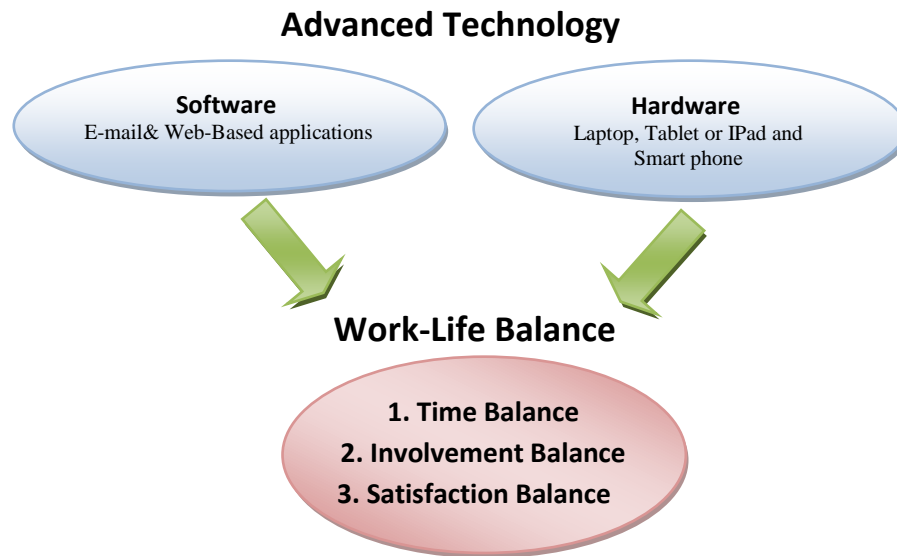 Advanced Technology
Software
E-mail& Web-Based applications
Hardware
Laptop, Tablet or IPad and
Smart phone
Work-Life Balance
1. Time Balance
2. Involvement Balance
3. Satisfaction Balance